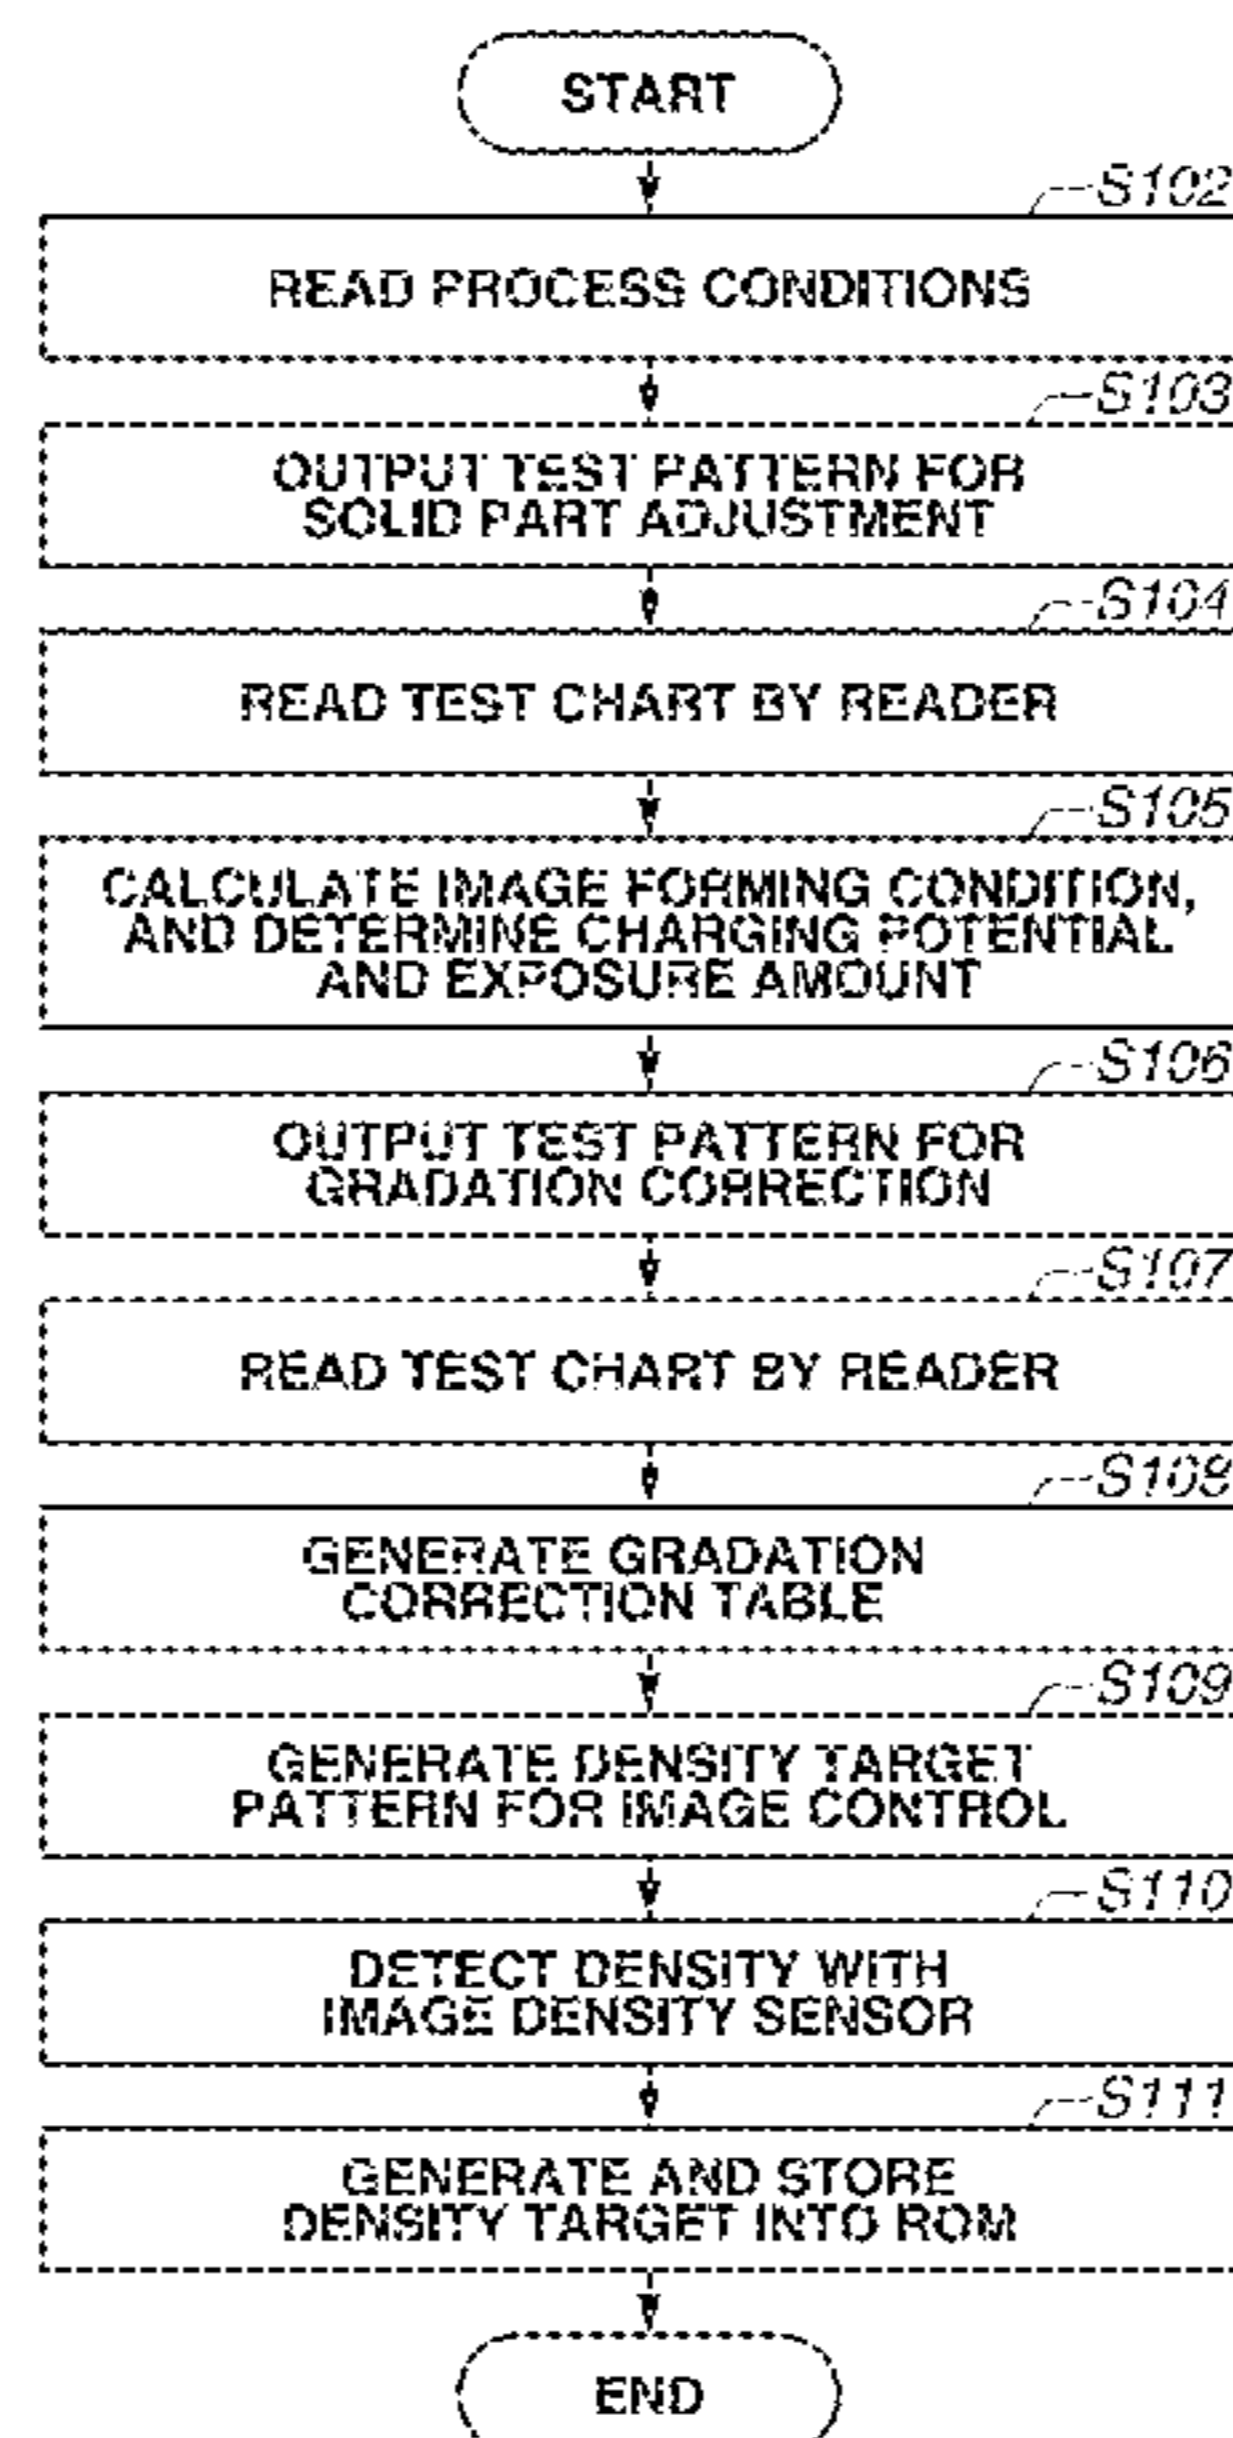 START
S102
READ PROCESS CONDITIONS
S103
OUTPUT TEST PATTERN FOR
SOLID PART ADJUSTMENT
S104
READ TEST CHART BY READER
S105
CALCULATE IMAGE FORMING CONDITION,
AND DETERMINE CHARGING POTENTIAL
AND EXPOSURE AMOUNT
S106
OUTPUT TEST PATTERN FOR
GRADATION CORRECTION
S107
READ TEST CHART BY READER
S108
GENERATE GRADATION
CORRECTION TABLE
S109
GENERATE DENSITY TARGET
PATTERN FOR IMAGE CONTROL
S110
DETECT DENSITY WITH
IMAGE DENSITY SENSOR
S111
GENERATE AND STORE
DENSITY TARGET INTO ROM
END